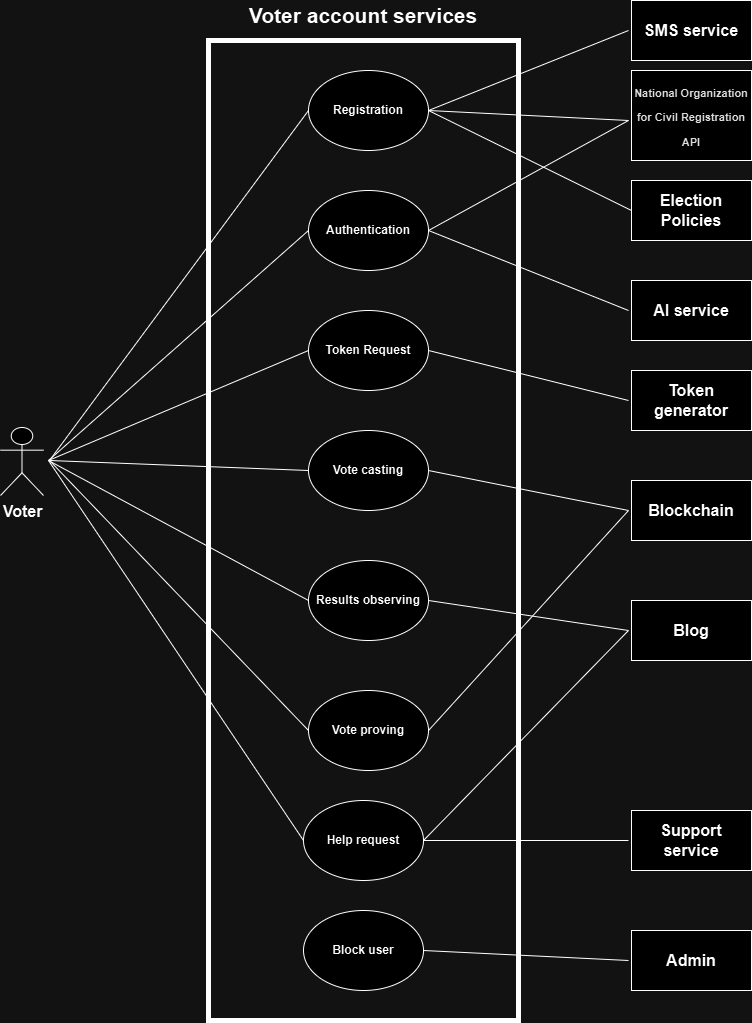 Voter account services
SMS service
Registration
National Organization
for Civil Registration
API
Election
Policies
Authentication
AI service
Token Request
Token
generator
Voter
Vote casting
Blockchain
Results observing
Blog
Vote proving
Help request
Support
service
Block user
Admin